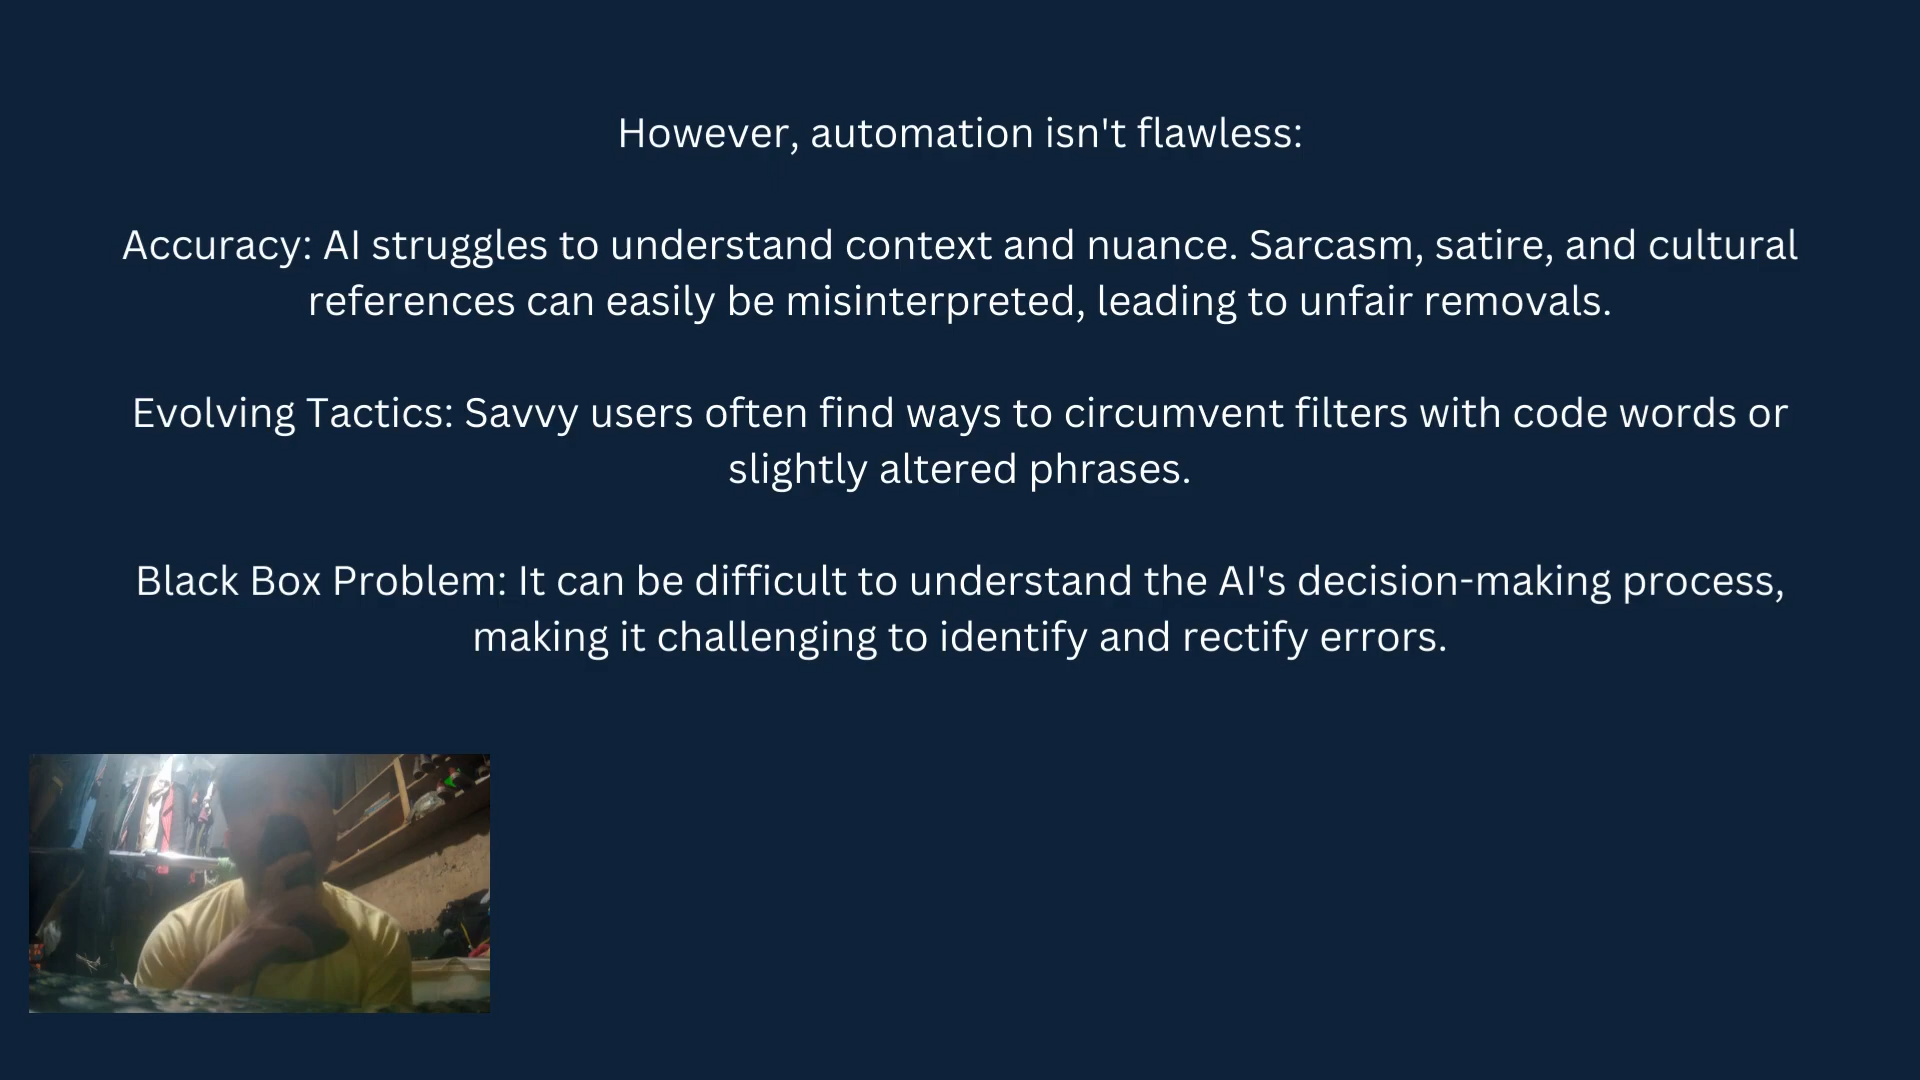 However, automation isn't flawless:
Accuracy: AI struggles to understand context and nuance. Sarcasm, satire, and cultural
references can easily be misinterpreted, leading to unfair removals.
Evolving Tactics: Savvy users often find ways to circumvent filters with code words or
slightly altered phrases.
Black Box Problem: It can be difficult to understand the AI's decision-making process,
making it challenging to identify and rectify errors.